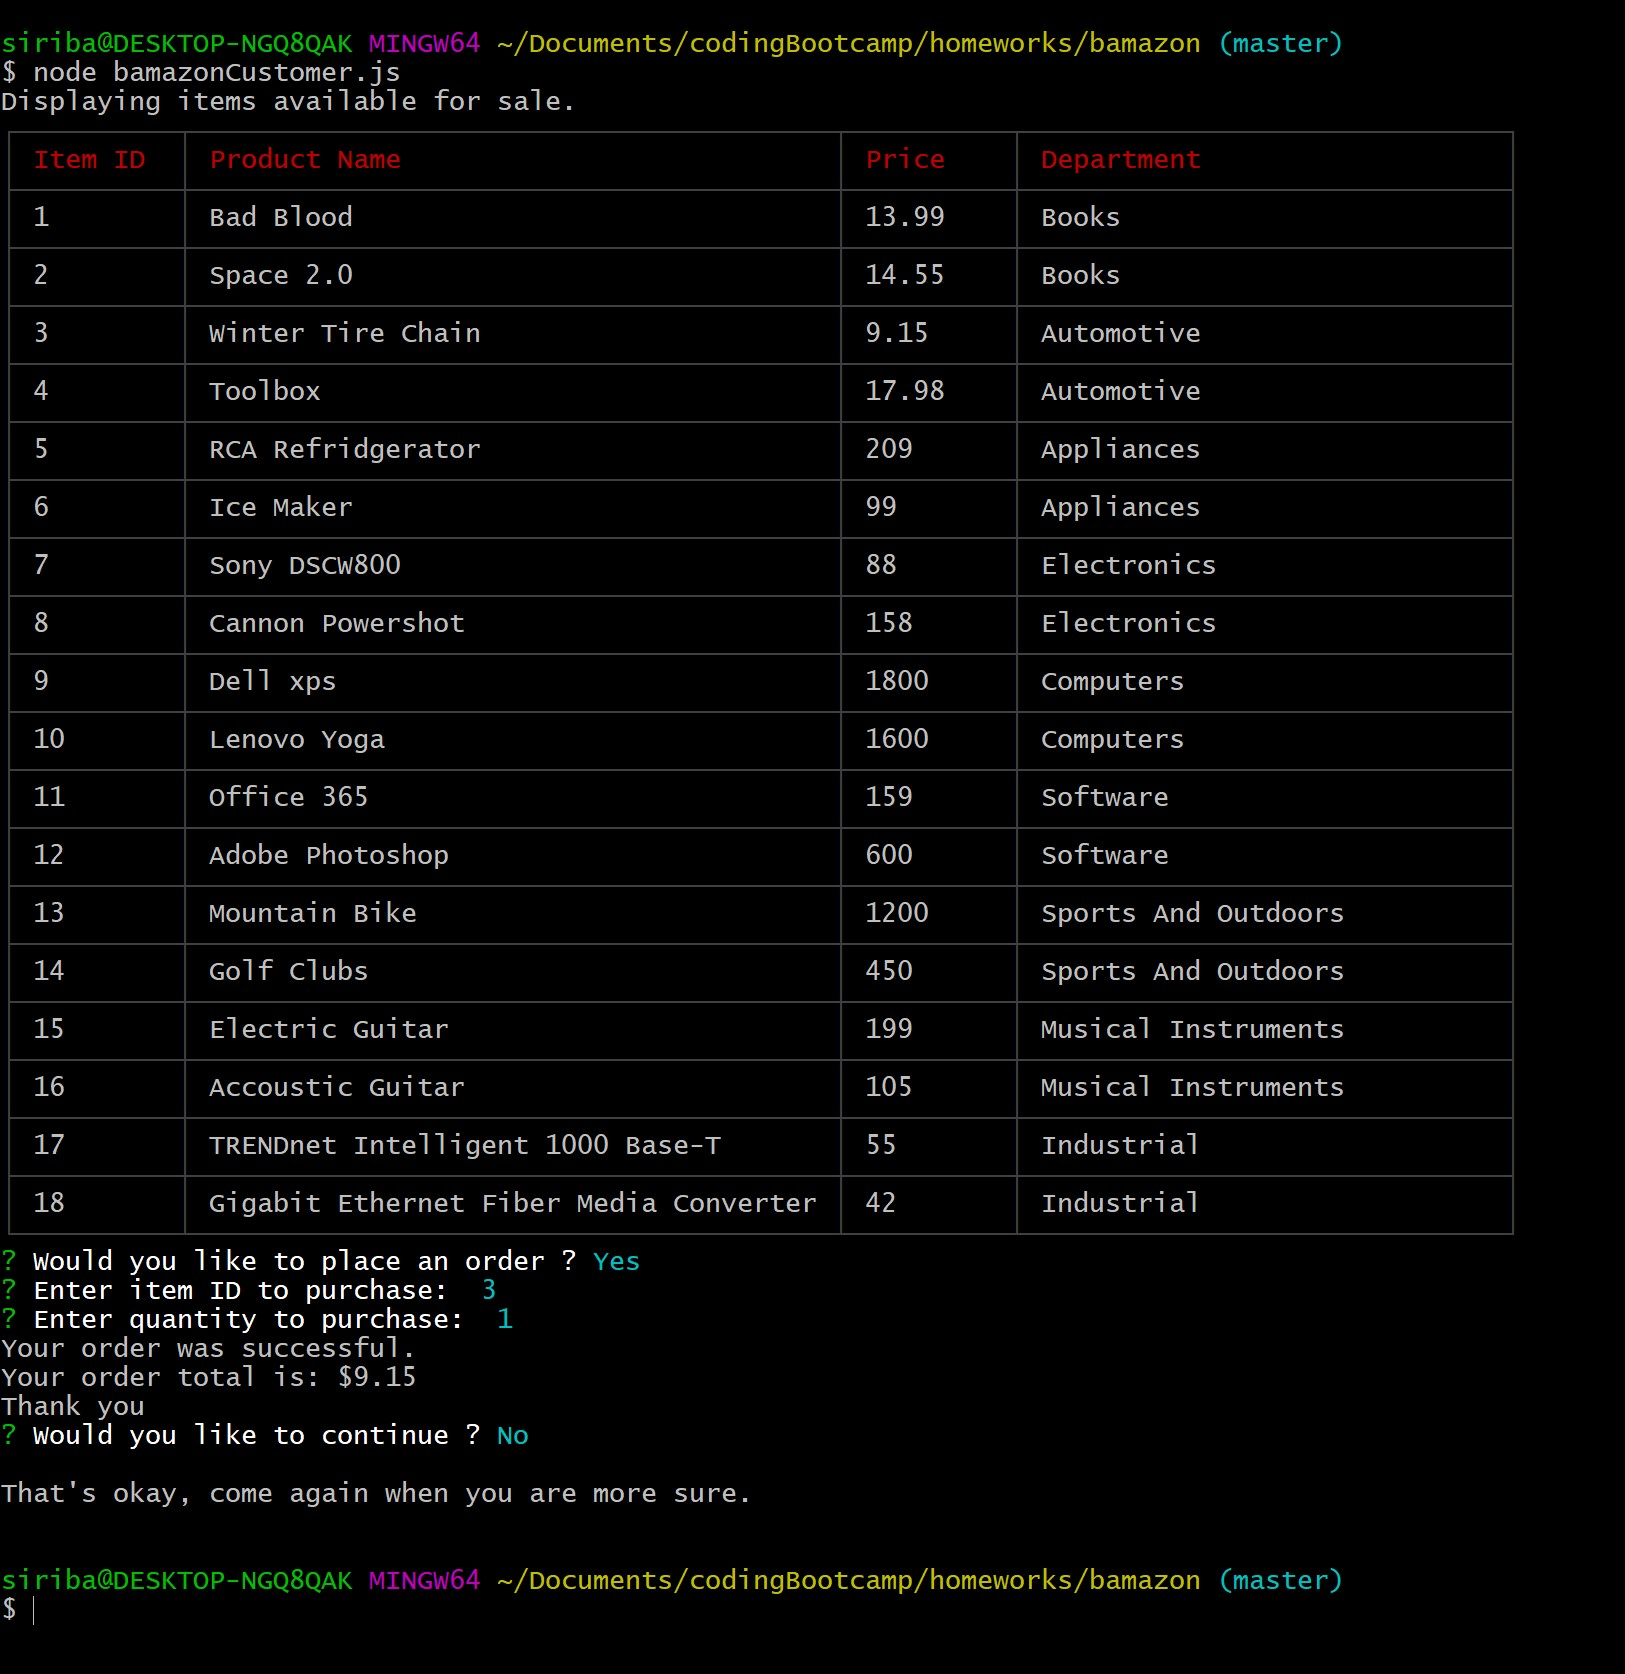 siriba@DESKTOP-NGQ8QAK MINGW64 ~/Documents/codingBootcamp/homeworks/bamazon (master)
$ node bamazonCustomer.js
Displaying items available for sale.
Item ID Product Name Price Department
1 Bad Blood 13.99 Books
2 Space 2.0 14.55 Books
3 Winter Tire Chain 9.15 Automotive
4 Toolbox 17.98 Automotive
5 RCA Refridgerator 209 Appliances
6 Ice Maker 99 Appliances
7 Sony DSCW800 88 Electronics
8 Cannon Powershot 158 Electronics
9 Dell xps 1800 Computers
10 Lenovo Yoga 1600 Computers
11 Office 365 159 Software
12 Adobe Photoshop 600 Software
13 Mountain Bike 1200 Sports And Outdoors
14 Golf Clubs 450 Sports And Outdoors
15 Electric Guitar 199 Musical Instruments
16 Accoustic Guitar 105 Musical Instruments
17 TRENDnet Intelligent 1000 Base-T 55 Industrial
18 Gigabit Ethernet Fiber Media Converter 42 Industrial
? Would you like to place an order ? Yes
? Enter item ID to purchase: 3
? Enter quantity to purchase: 1
Your order was successful.
Your order total is: $9.15
Thank you
? Would you like to continue ? No
That's okay, come again when you are more sure.
siriba@DESKTOP-NGQ8QAK MINGW64 ~/Documents/codingBootcamp/homeworks/bamazon (master)
$